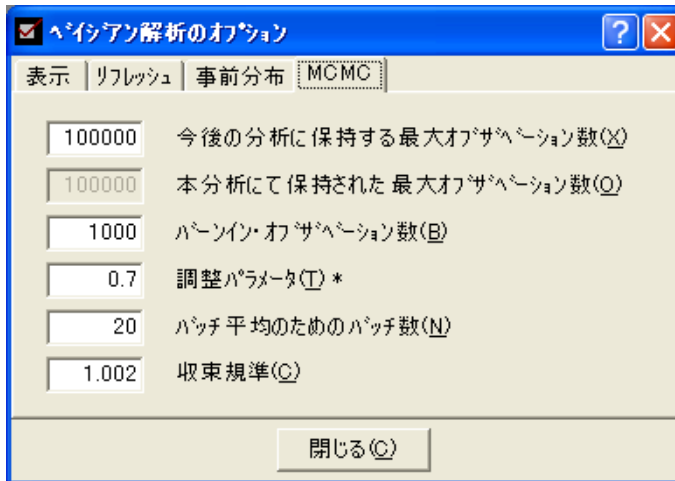 ベイジアン解析のオプション
表示 リフレッシュ 事前分布 MCMC
100000 今後の分析に保持する最大オブザベーション数(X)
100000 本分析にて保持された最大オブザベーション数(O)
1000 バーンイン・オブザベーション数(B)
0.7 調整パラメータ(T) *
20 バッチ平均のためのバッチ数(N)
1.002 収束規準(C)
閉じる(C)